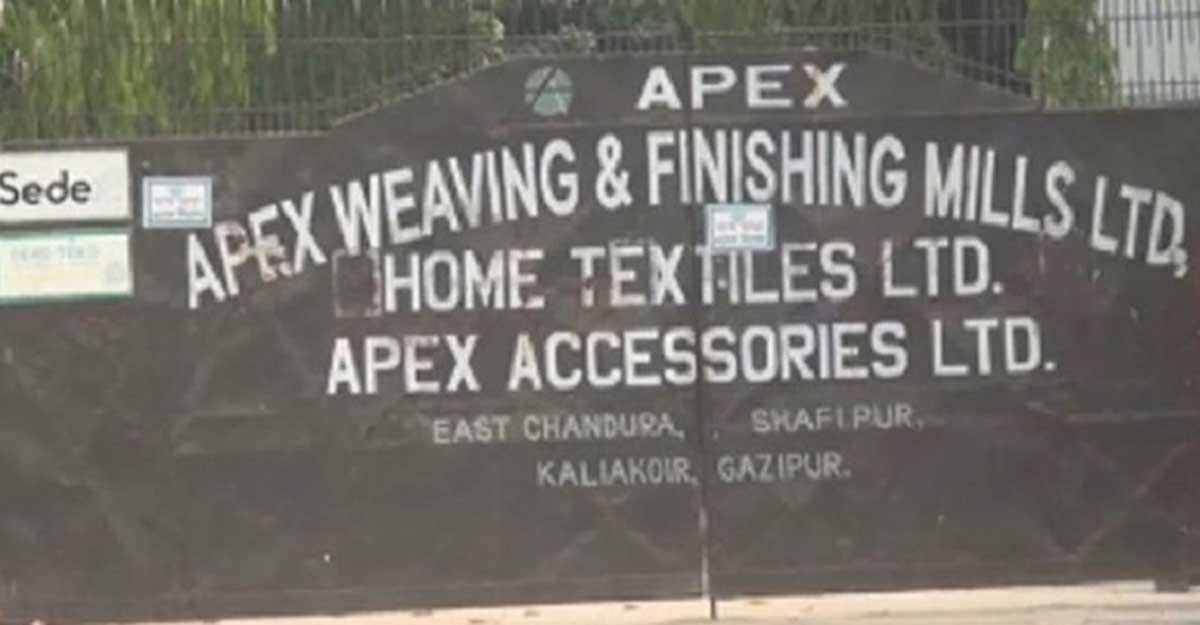 APEX
APEX WEAVING & FINISHING MILLS LTD,
HOME TEXTILES LTD.
APEX ACCESSORIES LTD.
EAST CHANDURA, SHAFIPUR,
KALIAKOIR, GAZIPUR.
Sede